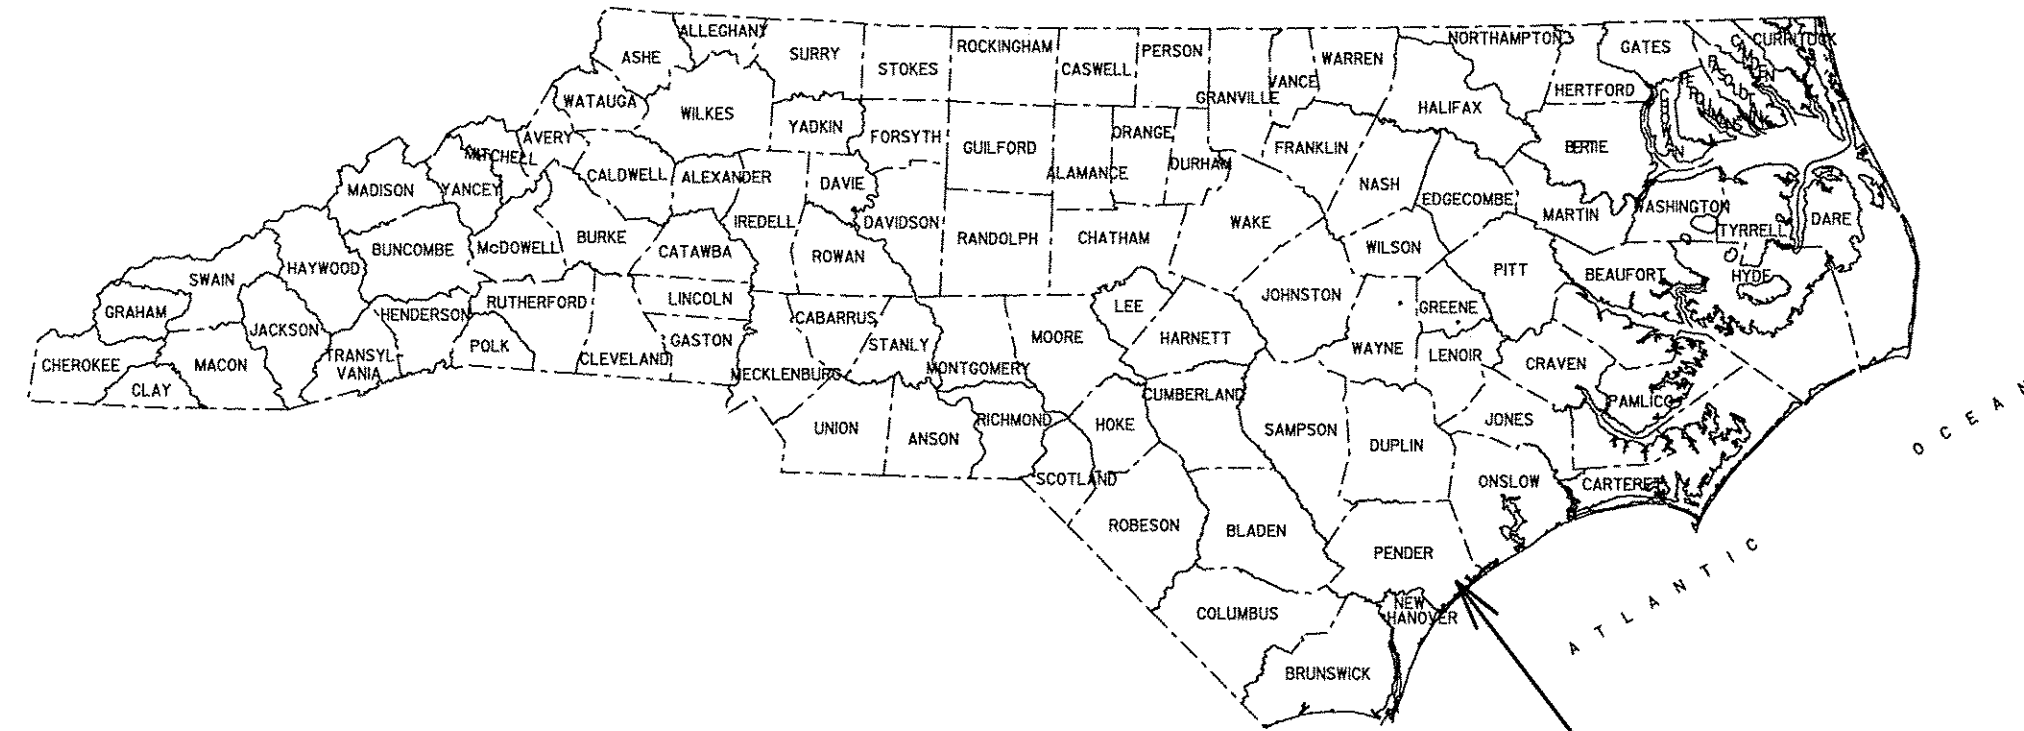 ALLEGHANY
ASHE
SURRY
STOKES
ROCKINGHAM
CASWELL
PERSON
GRANVILLE
VANCE
WARREN
NORTHAMPTON
GATES
CURRITUCK
CAMDEN
PASQUOTANK
PERQUIMANS
CHOWAN
HERTFORD
HALIFAX
WATAUGA
WILKES
YADKIN
FORSYTH
GUILFORD
ALAMANCE
ORANGE
DURHAM
FRANKLIN
BERTIE
AVERY
MITCHELL
CALDWELL
ALEXANDER
DAVIE
NASH
EDGECOMBE
MADISON
YANCEY
IREDELL
DAVIDSON
RANDOLPH
CHATHAM
WAKE
WILSON
MARTIN
WASHINGTON
TYRRELL
DARE
SWAIN
HAYWOOD
BUNCOMBE
McDOWELL
BURKE
CATAWBA
ROWAN
PITT
BEAUFORT
HYDE
GRAHAM
JACKSON
HENDERSON
RUTHERFORD
LINCOLN
CABARRUS
LEE
JOHNSTON
GREENE
CHEROKEE
MACON
TRANSYL-
VANIA
POLK
CLEVELAND
GASTON
STANLY
MOORE
HARNETT
WAYNE
LENOIR
CRAVEN
CLAY
MECKLENBURG
MONTGOMERY
CUMBERLAND
PAMLICO
UNION
ANSON
RICHMOND
HOKE
SAMPSON
DUPLIN
JONES
SCOTLAND
ONSLOW
CARTERET
ROBESON
BLADEN
PENDER
COLUMBUS
NEW
HANOVER
BRUNSWICK
ATLANTIC
OCEAN